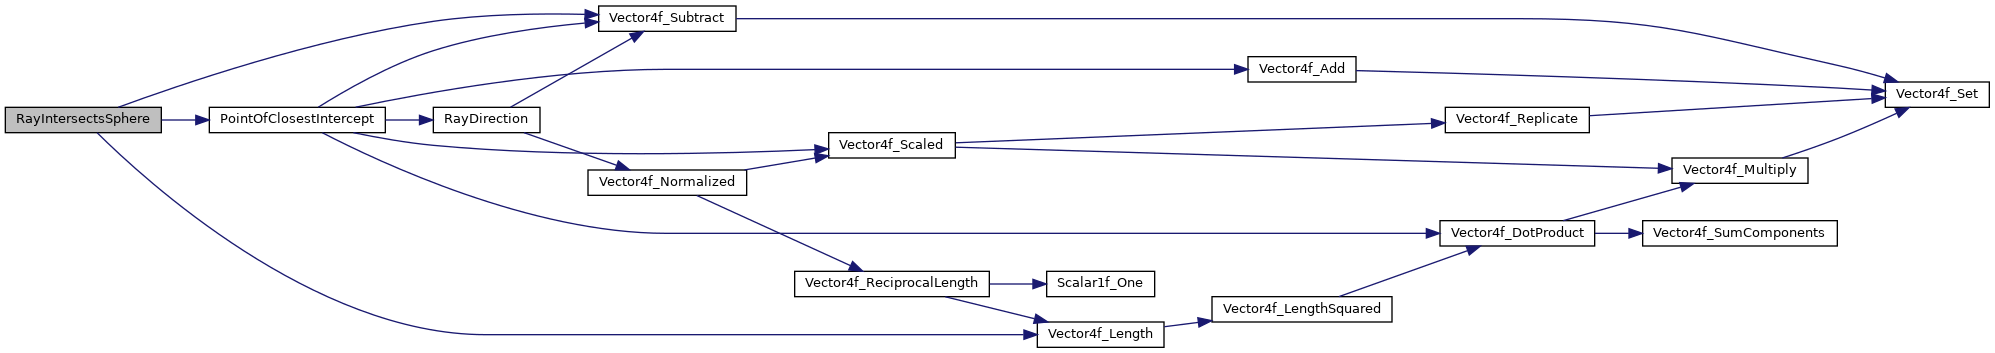 Vector4f_Subtract
Vector4f_Add
Vector4f_Set
RayIntersectsSphere
PointOfClosestIntercept
RayDirection
Vector4f_Replicate
Vector4f_Scaled
Vector4f_Normalized
Vector4f_Multiply
Vector4f_DotProduct
Vector4f_SumComponents
Vector4f_ReciprocalLength
Scalar1f_One
Vector4f_LengthSquared
Vector4f_Length